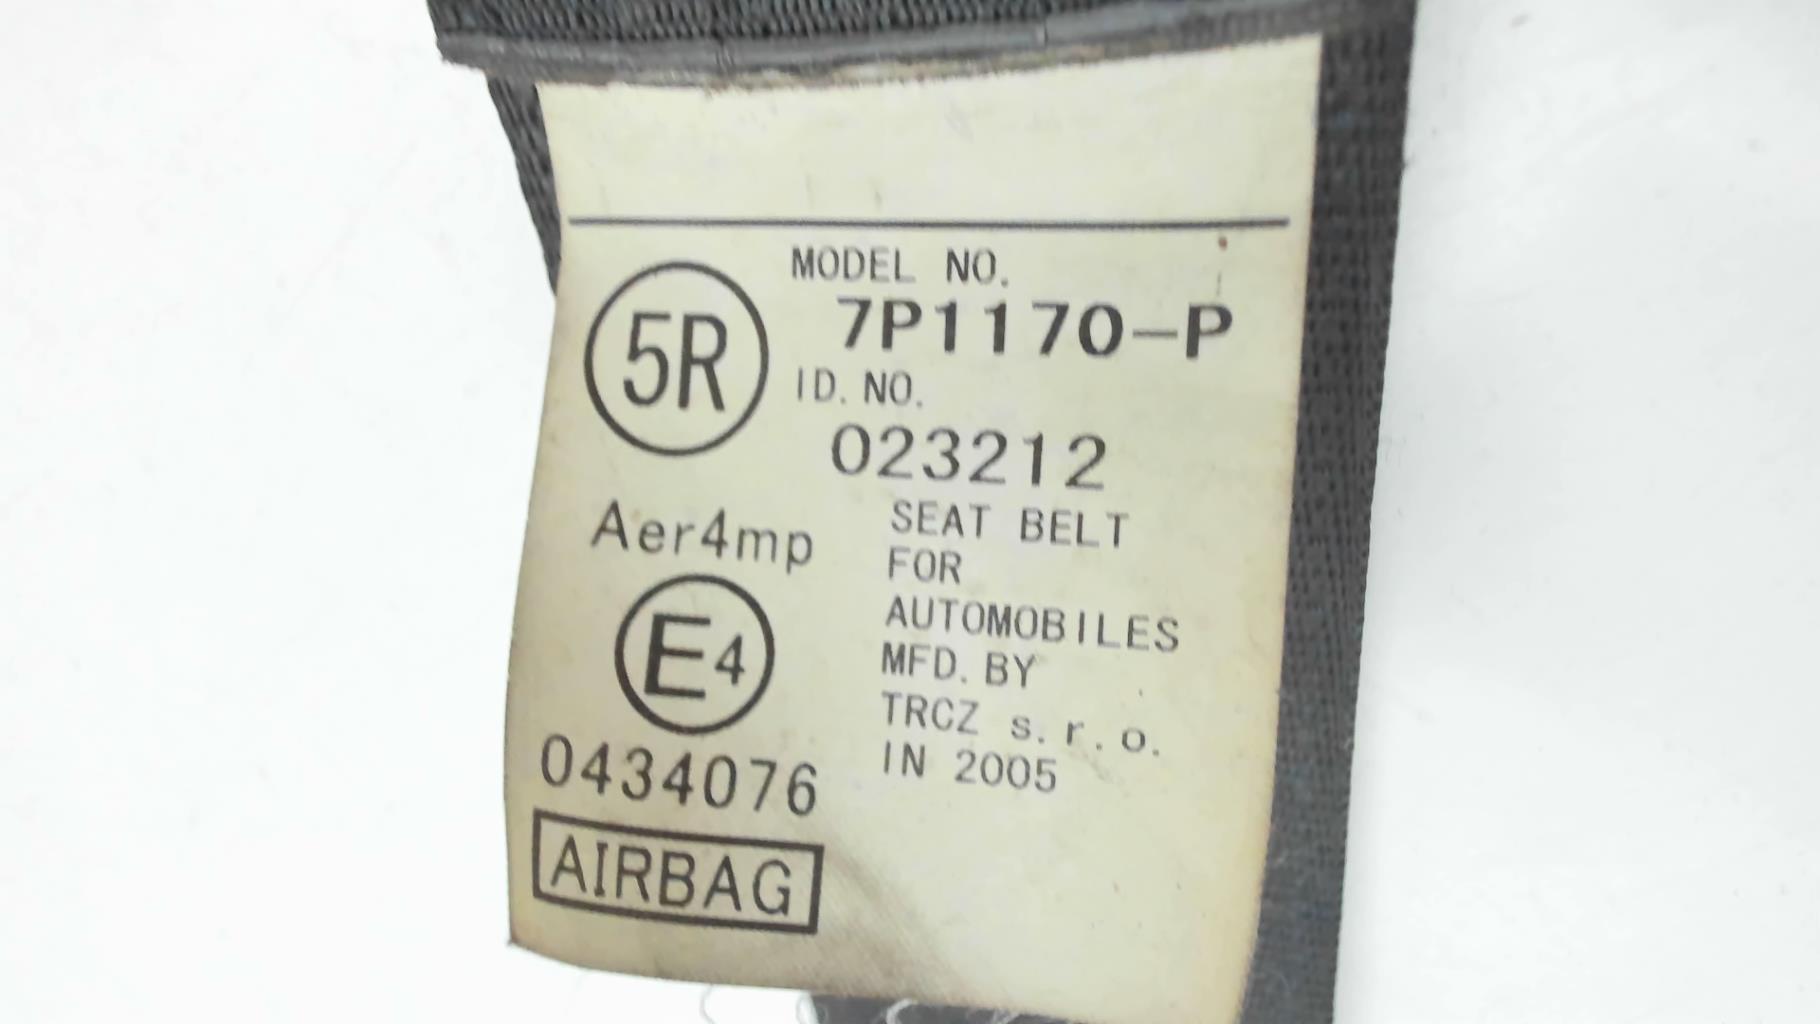 MODEL NO.
7P1170-P
5R
ID. NO.
023212
Aer4mp
SEAT BELT
FOR
AUTOMOBILES
MFD. BY
TRCZ s.r.o.
IN 2005
E4
0434076
AIRBAG